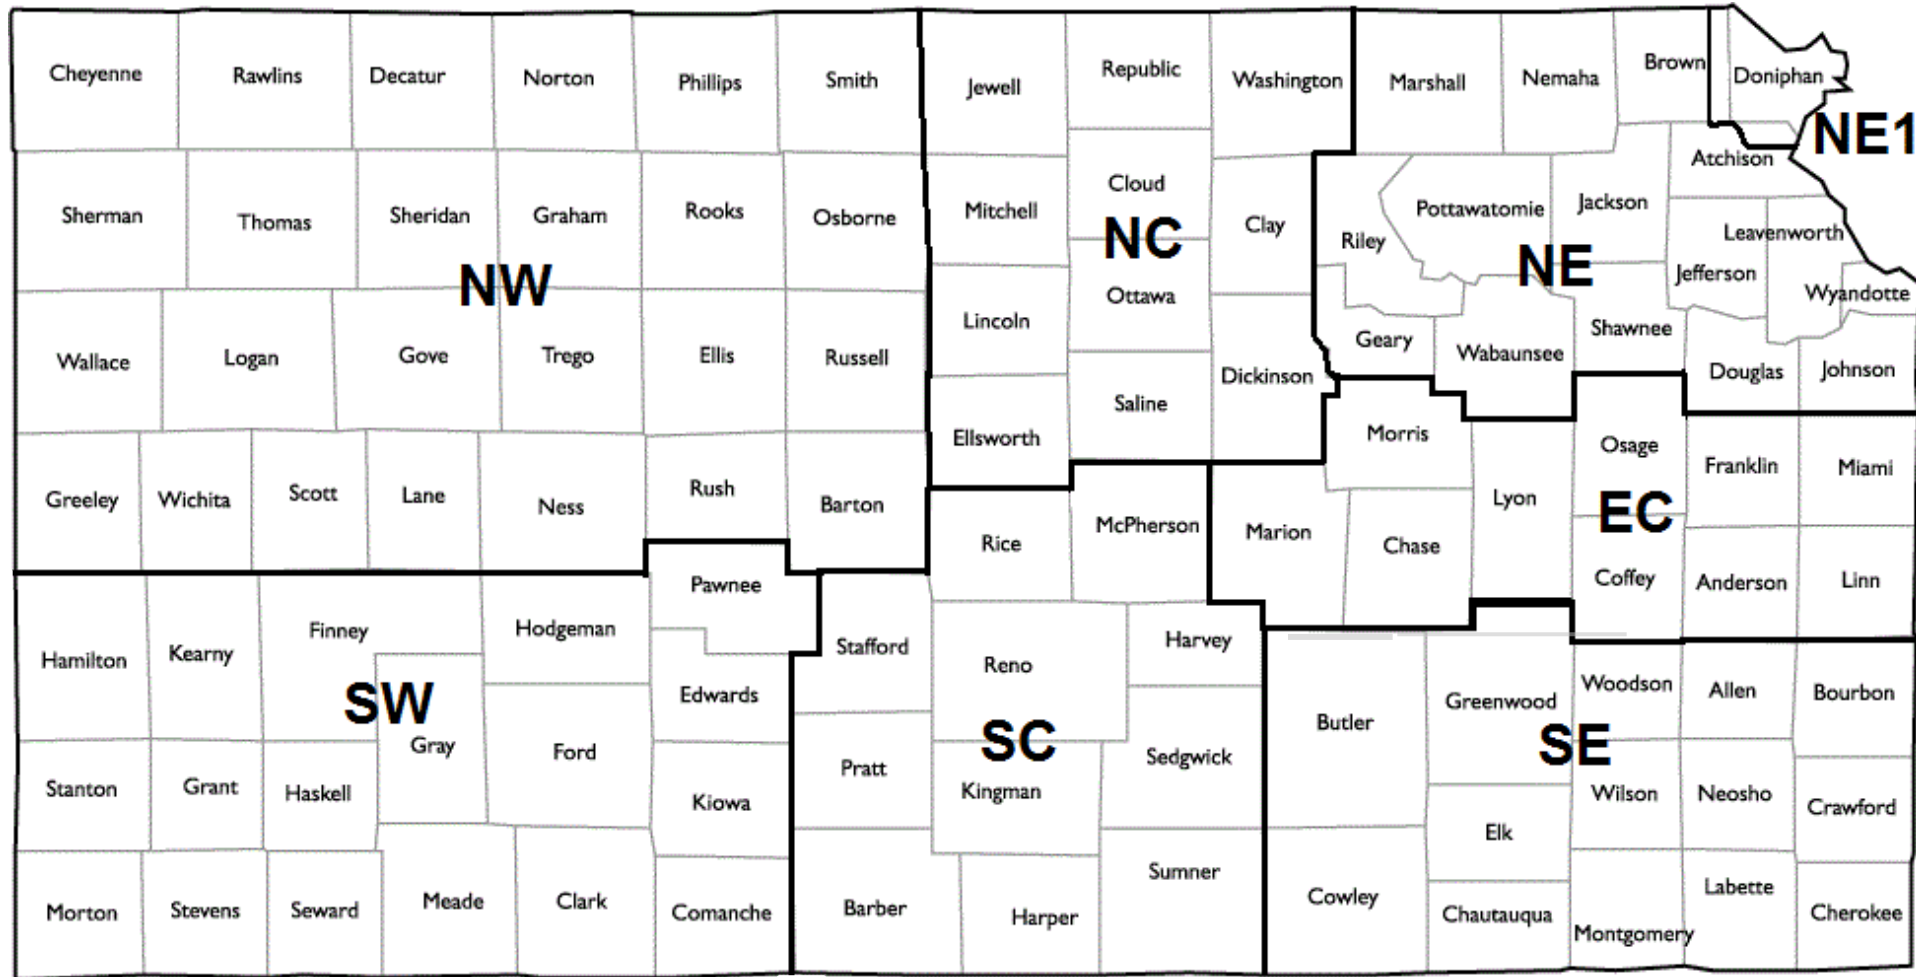 Cheyenne
Rawlins
Decatur
Norton
Phillips
Smith
Jewell
Republic
Washington
Marshall
Nemaha
Brown
Doniphan
NE1
Sherman
Thomas
Sheridan
Graham
Rooks
Osborne
Mitchell
Cloud
Clay
Riley
Pottawatomie
Jackson
Atchison
Leavenworth
Jefferson
Wyandotte
NW
NC
NE
Wallace
Logan
Gove
Trego
Ellis
Russell
Lincoln
Ottawa
Saline
Dickinson
Geary
Wabaunsee
Shawnee
Douglas
Johnson
Greeley
Wichita
Scott
Lane
Ness
Rush
Barton
Ellsworth
Rice
McPherson
Marion
Morris
Chase
Lyon
Osage
EC
Coffey
Franklin
Miami
Anderson
Linn
Hamilton
Kearny
Finney
Hodgeman
Pawnee
Edwards
Stafford
Reno
Harvey
SW
Gray
Ford
SC
Butler
Greenwood
Woodson
Allen
Bourbon
SE
Stanton
Grant
Haskell
Kiowa
Pratt
Kingman
Sedgwick
Elk
Wilson
Neosho
Crawford
Morton
Stevens
Seward
Meade
Clark
Comanche
Barber
Harper
Sumner
Cowley
Chautauqua
Montgomery
Labette
Cherokee